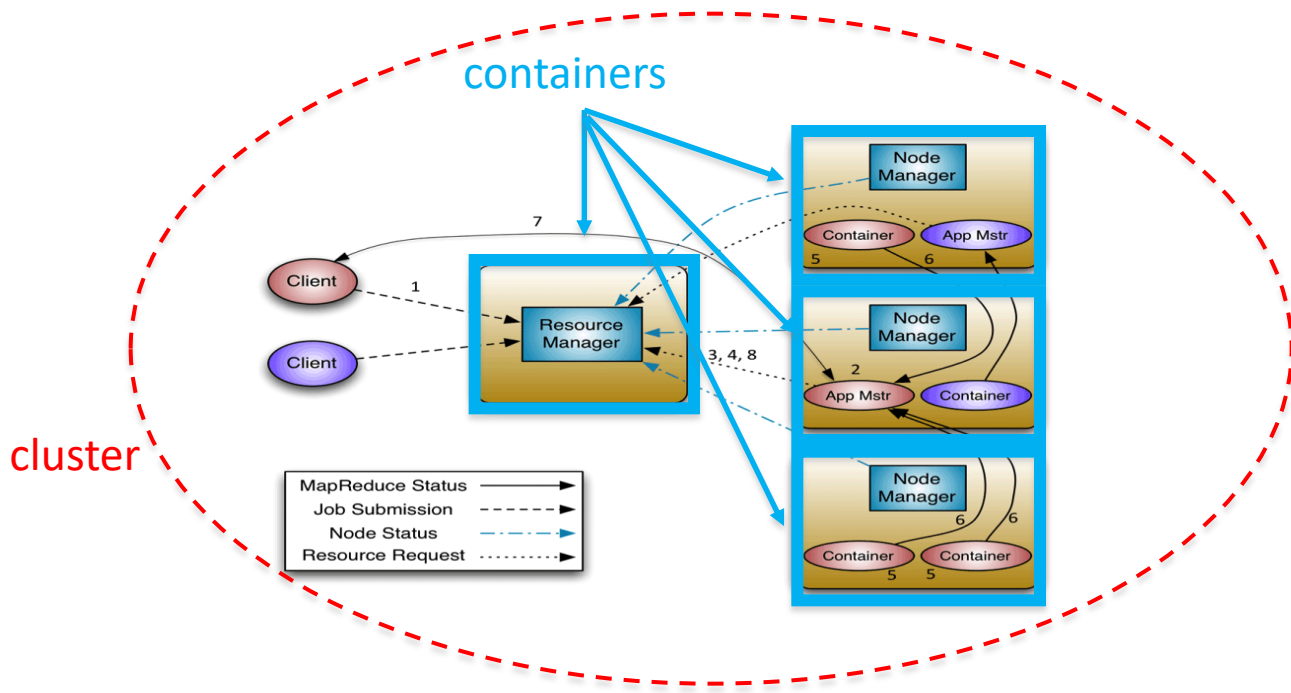 containers
Node
Manager
7
Container
App Mstr
5
6
Client
1
Resource
Manager
Node
Manager
3, 4, 8
2
Client
App Mstr
Container
cluster
MapReduce Status
Job Submission
Node Status
Resource Request
Node
Manager
6
6
Container
Container
5
5